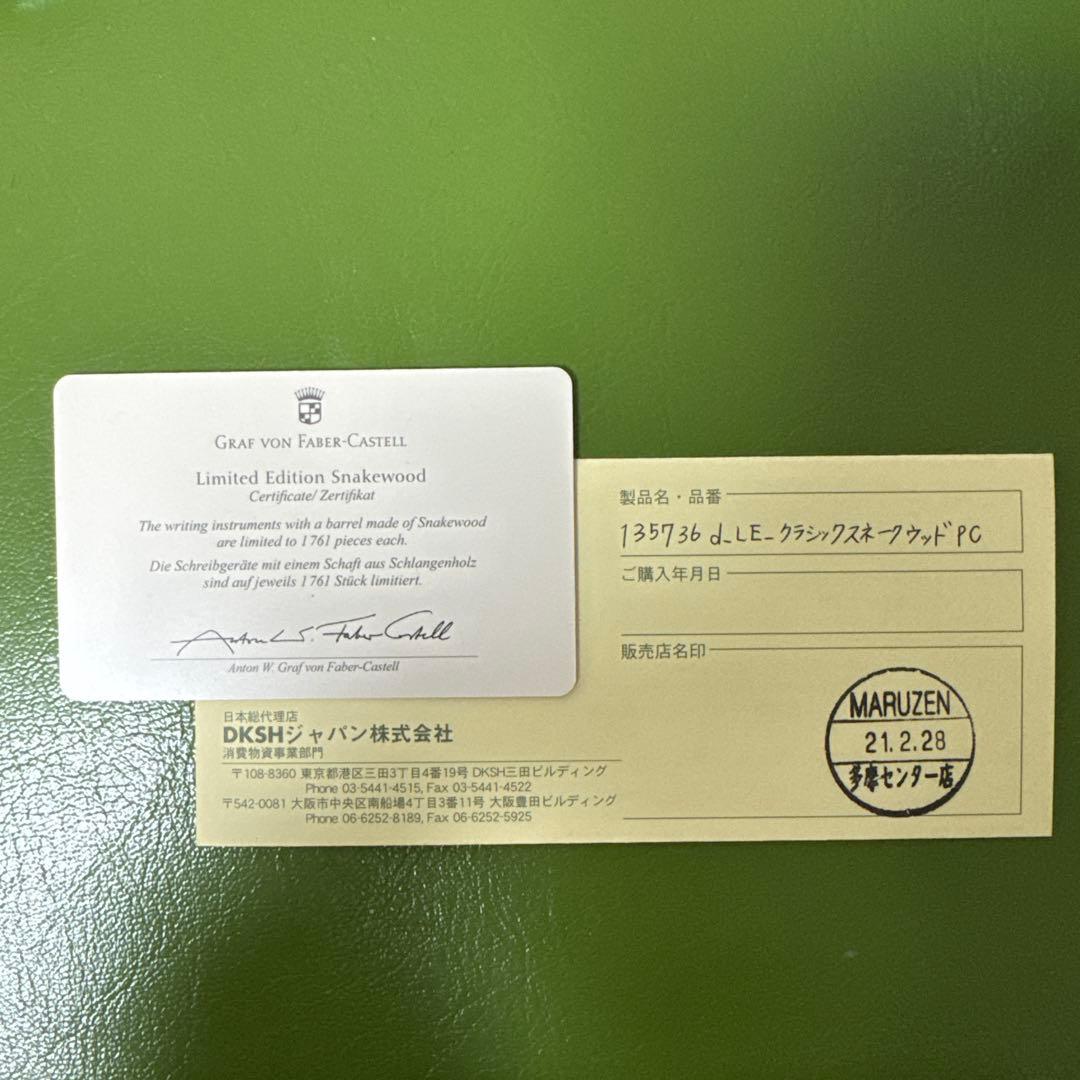 GRAF VON FABER-CASTELL
Limited Edition Snakewood
Certificate/ Zertifikat
The writing instruments with a barrel made of Snakewood
are limited to 1761 pieces each.
Die Schreibgeräte mit einem Schaft aus Schlangenholz
sind auf jeweils 1761 Stück limitiert.
Anton W. Faber-Castell
Anton W. Graf von Faber-Castell
日本総代理店
DKSHジャパン株式会社
消費物資事業部門
〒108-8360 東京都港区三田3丁目4番19号 DKSH三田ビルディング
Phone 03-5441-4515, Fax 03-5441-4522
〒542-0081 大阪市中央区南船場4丁目3番11号 大阪豊田ビルディング
Phone 06-6252-8189, Fax 06-6252-5925
製品名・品番
135736 d_LE_クラシックスネークウッドPC
ご購入年月日
販売店名印
MARUZEN
21.2.28
多摩センター店